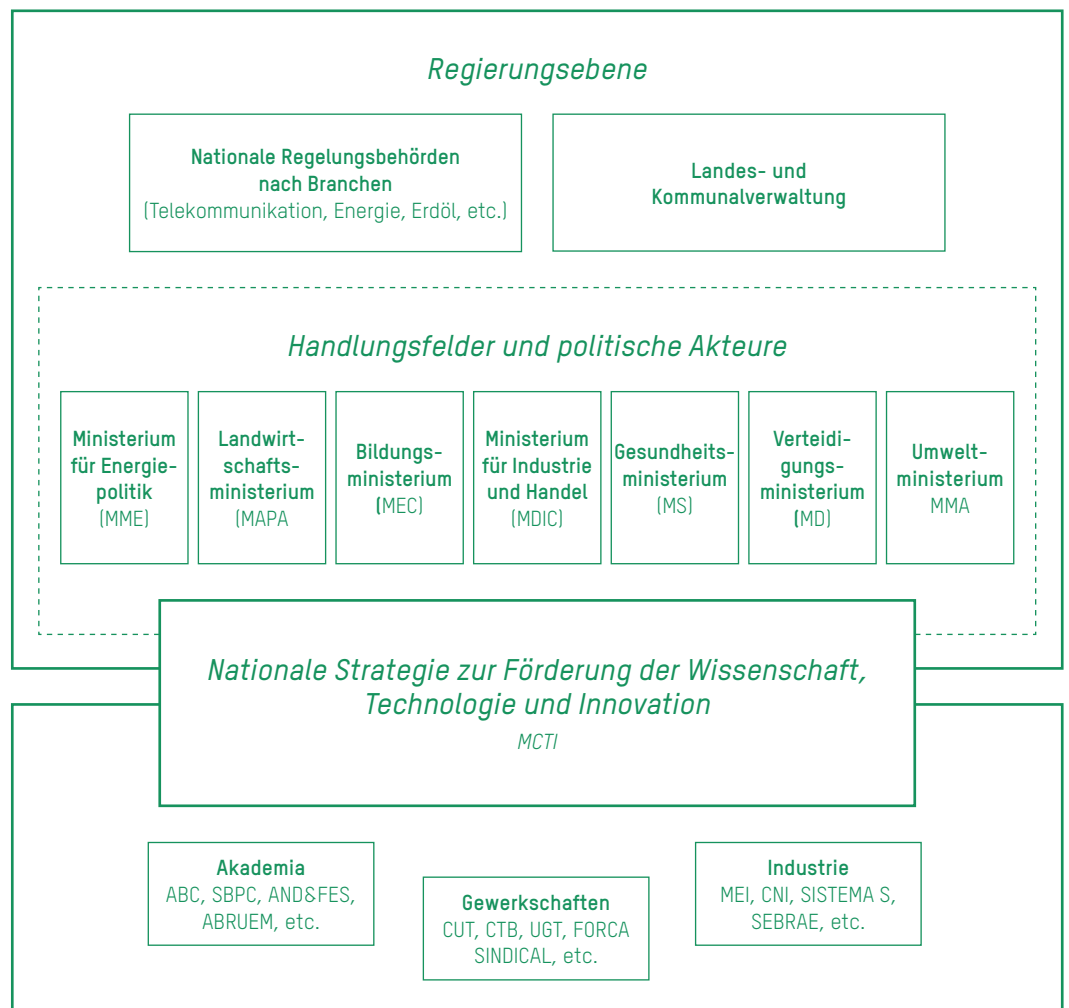 Regierungsebene
Nationale Regelungsbehörden
nach Branchen
(Telekommunikation, Energie, Erdöl, etc.)
Landes- und
Kommunalverwaltung
Handlungsfelder und politische Akteure
Ministerium
für Energie-
politik
(MME)
Landwirt-
schafts-
ministerium
(MAPA
Bildungs-
ministerium
(MEC)
Ministerium
für Industrie
und Handel
(MDIC)
Gesundheits-
ministerium
(MS)
Verteidi-
gungs-
ministerium
(MD)
Umwelt-
ministerium
MMA
Nationale Strategie zur Förderung der Wissenschaft,
Technologie und Innovation
MCTI
Akademia
ABC, SBPC, AND&FES,
ABRUEM, etc.
Gewerkschaften
CUT, CTB, UGT, FORCA
SINDICAL, etc.
Industrie
MEI, CNI, SISTEMA S,
SEBRAE, etc.